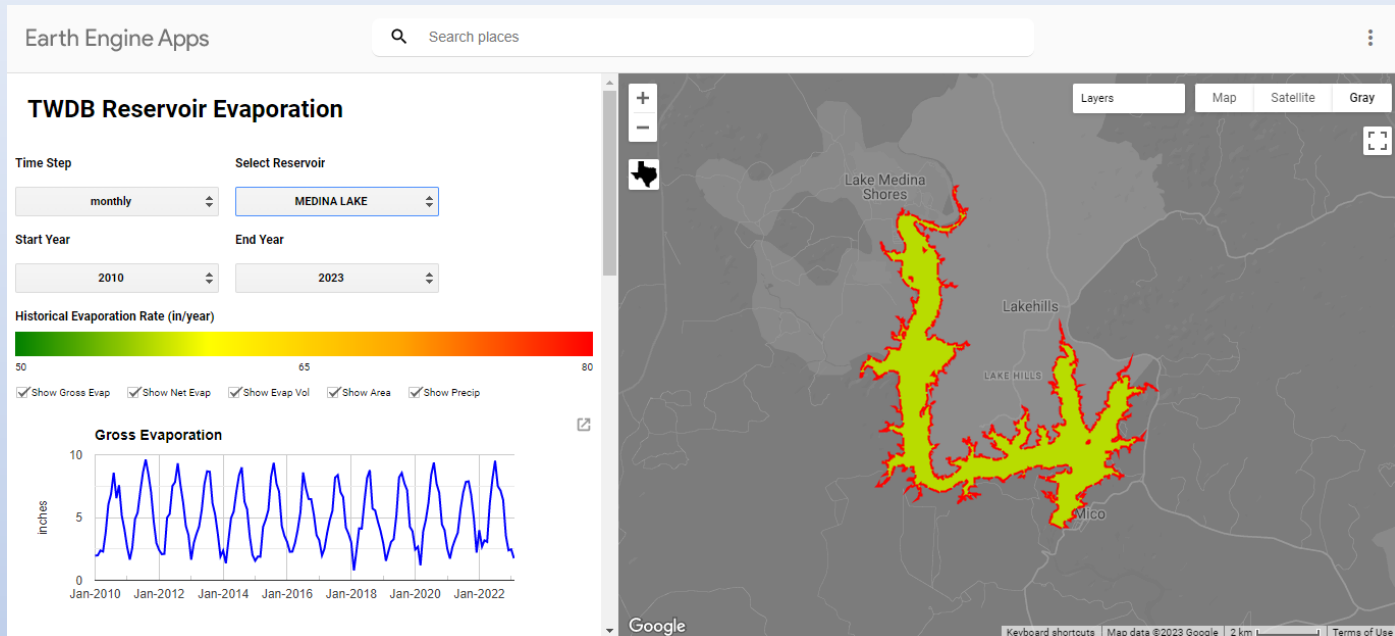 Earth Engine Apps
Search places
TWDB Reservoir Evaporation
Time Step
Select Reservoir
monthly
MEDINA LAKE
Start Year
End Year
2010
2023
Historical Evaporation Rate (in/year)
50 65 80
Show Gross Evap Show Net Evap Show Evap Vol Show Area Show Precip
Gross Evaporation
10
inches
5
0
Jan-2010 Jan-2012 Jan-2014 Jan-2016 Jan-2018 Jan-2020 Jan-2022
Layers
Map Satellite Gray
Lake Medina
Shores
Lakehills
LAKE HILLS
Mico
Google
Keyboard shortcuts Map data ©2023 Google 2 km Terms of Use